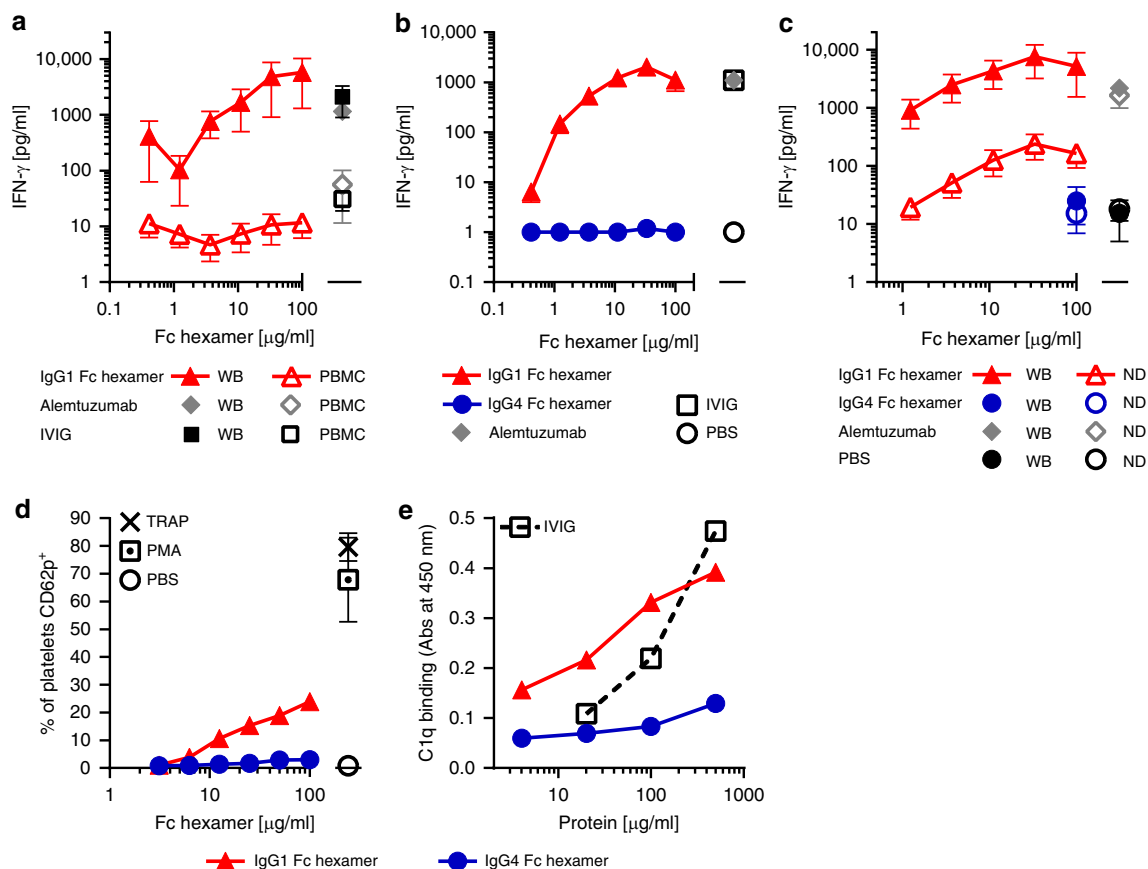 a
IFN-γ [pg/ml]
10,000
1000
100
10
1
0.1 1 10 100
Fc hexamer [μg/ml]
IgG1 Fc hexamer WB PBMC
Alemtuzumab WB PBMC
IVIG WB PBMC
b
IFN-γ [pg/ml]
10,000
1000
100
10
1
0.1
0.1 1 10 100
Fc hexamer [μg/ml]
IgG1 Fc hexamer
IgG4 Fc hexamer IVIG
Alemtuzumab PBS
c
IFN-γ [pg/ml]
10,000
1000
100
10
1
1 10 100
Fc hexamer [μg/ml]
IgG1 Fc hexamer WB ND
IgG4 Fc hexamer WB ND
Alemtuzumab WB ND
PBS WB ND
d
% of platelets CD62p+
90
80
70
60
50
40
30
20
10
0
TRAP
PMA
PBS
1 10 100
Fc hexamer [μg/ml]
e
C1q binding (Abs at 450 nm)
0.5
0.4
0.3
0.2
0.1
0.0
IVIG
10 100 1000
Protein [μg/ml]
IgG1 Fc hexamer IgG4 Fc hexamer